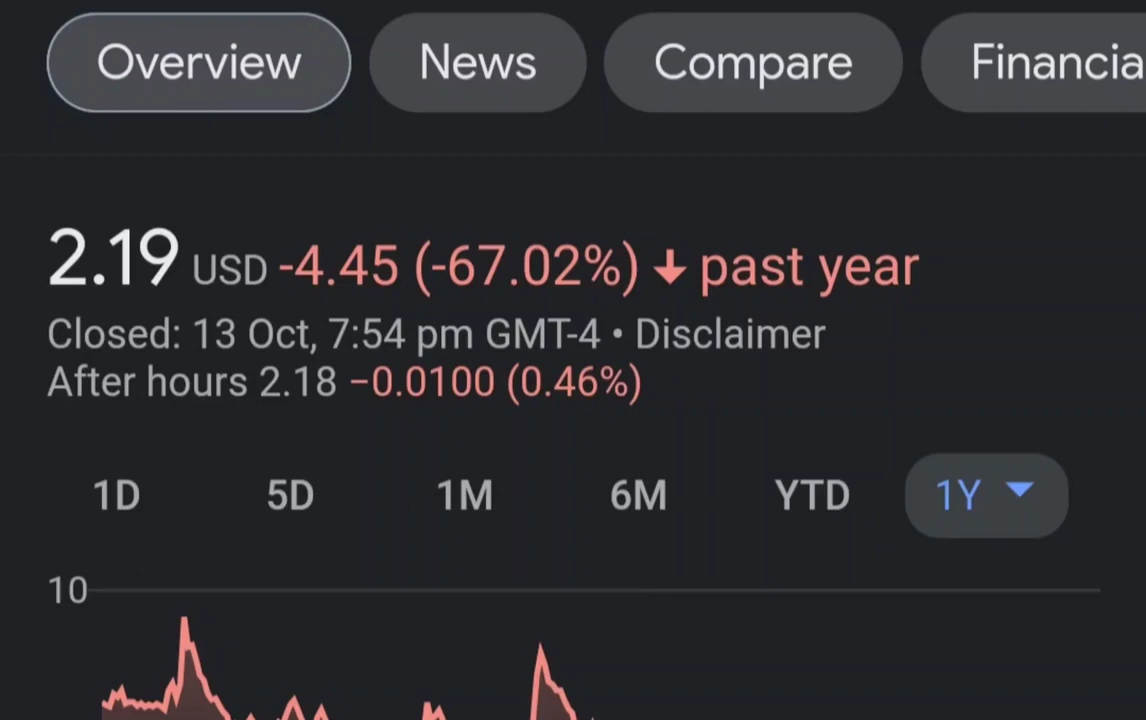 Overview News Compare Financia
2.19 USD -4.45 (-67.02%) ↓ past year
Closed: 13 Oct, 7:54 pm GMT-4 • Disclaimer
After hours 2.18 −0.0100 (0.46%)
1D 5D 1M 6M YTD 1Y
10